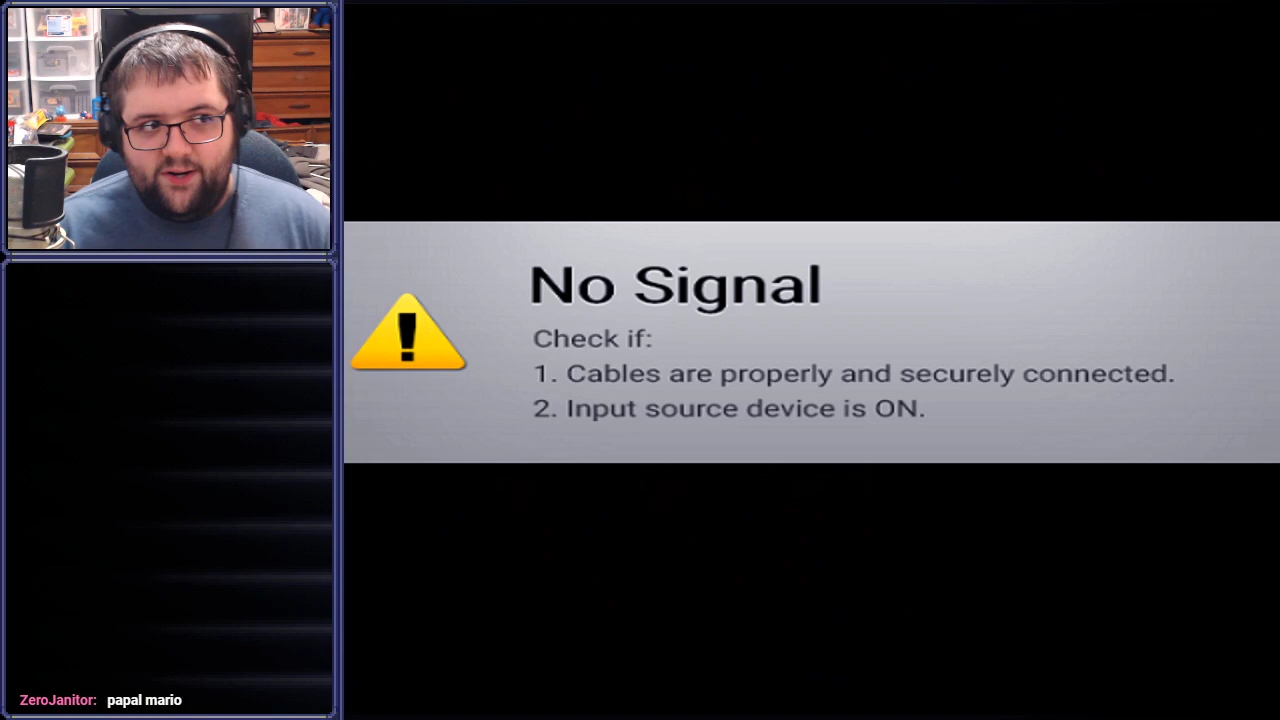 No Signal
Check if:
1. Cables are properly and securely connected.
2. Input source device is ON.
ZeroJanitor: papal mario